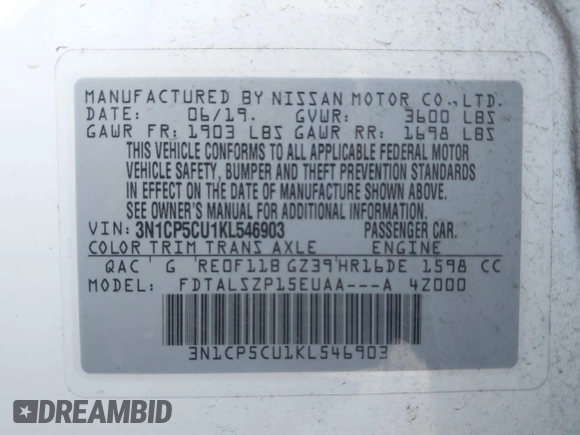 MANUFACTURED BY NISSAN MOTOR CO.,LTD.
DATE: 06/19. GVWR: 3600 LBS
GAWR FR: 1903 LBS GAWR RR: 1698 LBS
THIS VEHICLE CONFORMS TO ALL APPLICABLE FEDERAL MOTOR
VEHICLE SAFETY, BUMPER AND THEFT PREVENTION STANDARDS
IN EFFECT ON THE DATE OF MANUFACTURE SHOWN ABOVE.
SEE OWNER'S MANUAL FOR ADDITIONAL INFORMATION.
VIN: 3N1CP5CU1KL546903 PASSENGER CAR.
COLOR TRIM TRANS AXLE ENGINE
QAC ' G ' RE0F11B GZ39 ' HR16DE 1598 CC
MODEL: FDTALSZP15EUAA---A 4Z000
3N1CP5CU1KL546903
DREAMBID